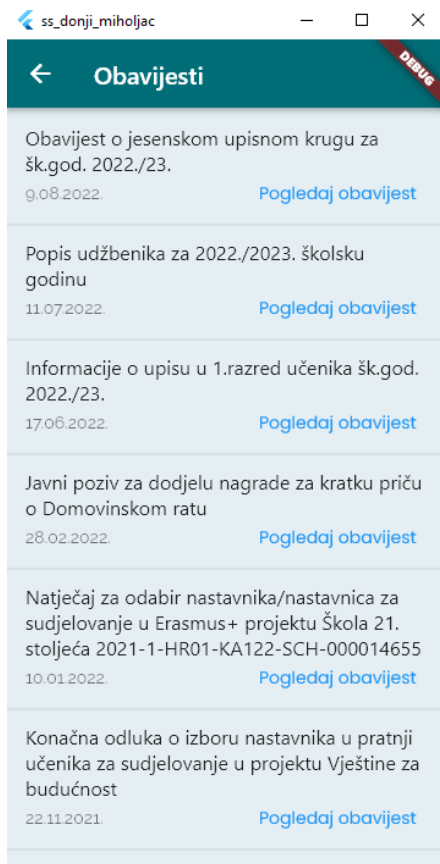 ss_donji_miholjac
Obavijesti
DEBUG
Obavijest o jesenskom upisnom krugu za
šk.god. 2022./23.
9.08.2022. Pogledaj obavijest
Popis udžbenika za 2022./2023. školsku
godinu
11.07.2022. Pogledaj obavijest
Informacije o upisu u 1.razred učenika šk.god.
2022./23.
17.06.2022. Pogledaj obavijest
Javni poziv za dodjelu nagrade za kratku priču
o Domovinskom ratu
28.02.2022. Pogledaj obavijest
Natječaj za odabir nastavnika/nastavnica za
sudjelovanje u Erasmus+ projektu Škola 21.
stoljeća 2021-1-HR01-KA122-SCH-000014655
10.01.2022. Pogledaj obavijest
Konačna odluka o izboru nastavnika u pratnji
učenika za sudjelovanje u projektu Vještine za
budućnost
22.11.2021. Pogledaj obavijest